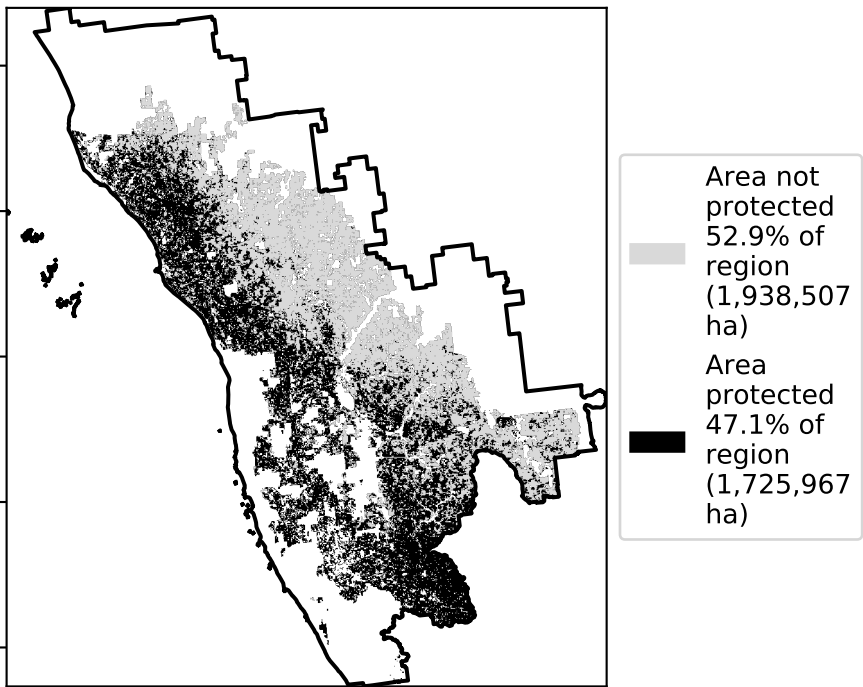 Area not
protected
52.9% of
region
(1,938,507
ha)
Area
protected
47.1% of
region
(1,725,967
ha)